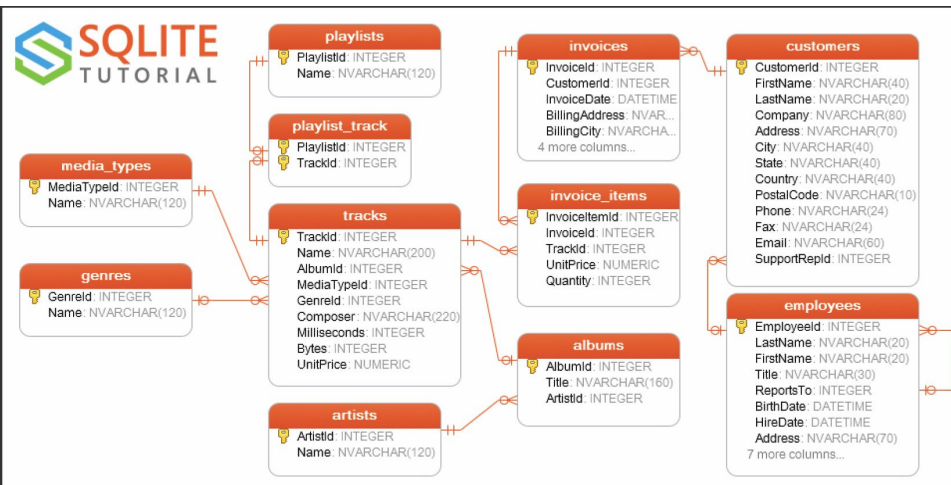 SQLITE
TUTORIAL
playlists
PlaylistId: INTEGER
Name: NVARCHAR(120)
playlist_track
PlaylistId: INTEGER
TrackId: INTEGER
media_types
MediaTypeId: INTEGER
Name: NVARCHAR(120)
genres
GenreId: INTEGER
Name: NVARCHAR(120)
tracks
TrackId: INTEGER
Name: NVARCHAR(200)
AlbumId: INTEGER
MediaTypeId: INTEGER
GenreId: INTEGER
Composer: NVARCHAR(220)
Milliseconds: INTEGER
Bytes: INTEGER
UnitPrice: NUMERIC
artists
ArtistId: INTEGER
Name: NVARCHAR(120)
invoices
InvoiceId: INTEGER
CustomerId: INTEGER
InvoiceDate: DATETIME
BillingAddress: NVAR...
BillingCity: NVARCHA...
4 more columns...
invoice_items
InvoiceItemId: INTEGER
InvoiceId: INTEGER
TrackId: INTEGER
UnitPrice: NUMERIC
Quantity: INTEGER
albums
AlbumId: INTEGER
Title: NVARCHAR(160)
ArtistId: INTEGER
customers
CustomerId: INTEGER
FirstName: NVARCHAR(40)
LastName: NVARCHAR(20)
Company: NVARCHAR(80)
Address: NVARCHAR(70)
City: NVARCHAR(40)
State: NVARCHAR(40)
Country: NVARCHAR(40)
PostalCode: NVARCHAR(10)
Phone: NVARCHAR(24)
Fax: NVARCHAR(24)
Email: NVARCHAR(60)
SupportRepId: INTEGER
employees
EmployeeId: INTEGER
LastName: NVARCHAR(20)
FirstName: NVARCHAR(20)
Title: NVARCHAR(30)
ReportsTo: INTEGER
BirthDate: DATETIME
HireDate: DATETIME
Address: NVARCHAR(70)
7 more columns...